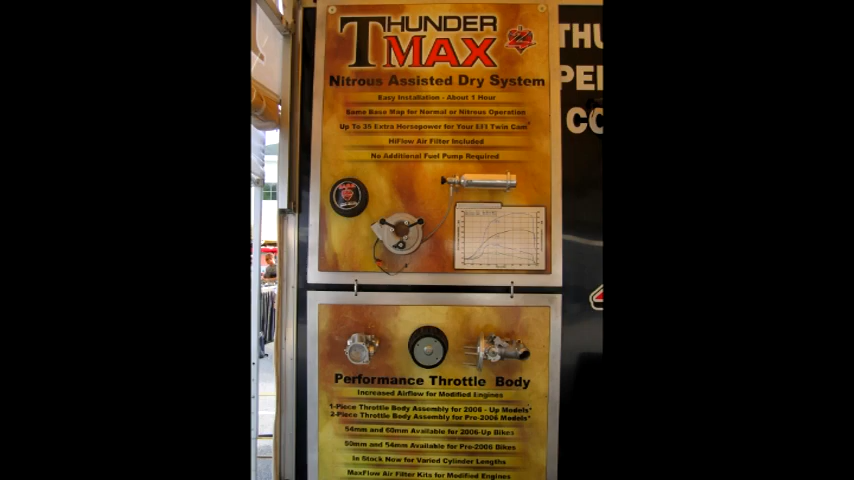 THUNDER
MAX
Nitrous Assisted Dry System
Easy Installation - About 1 Hour
Same Base Map for Normal or Nitrous Operation
Up To 35 Extra Horsepower for Your EFI Twin Cam*
HiFlow Air Filter Included
No Additional Fuel Pump Required
THU
PE
CO
Performance Throttle Body
Increased Airflow for Modified Engines
1-Piece Throttle Body Assembly for 2006 - Up Models*
2-Piece Throttle Body Assembly for Pre-2006 Models*
54mm and 60mm Available for 2006-Up Bikes
50mm and 54mm Available for Pre-2006 Bikes
In Stock Now for Varied Cylinder Lengths
MaxFlow Air Filter Kits for Modified Engines